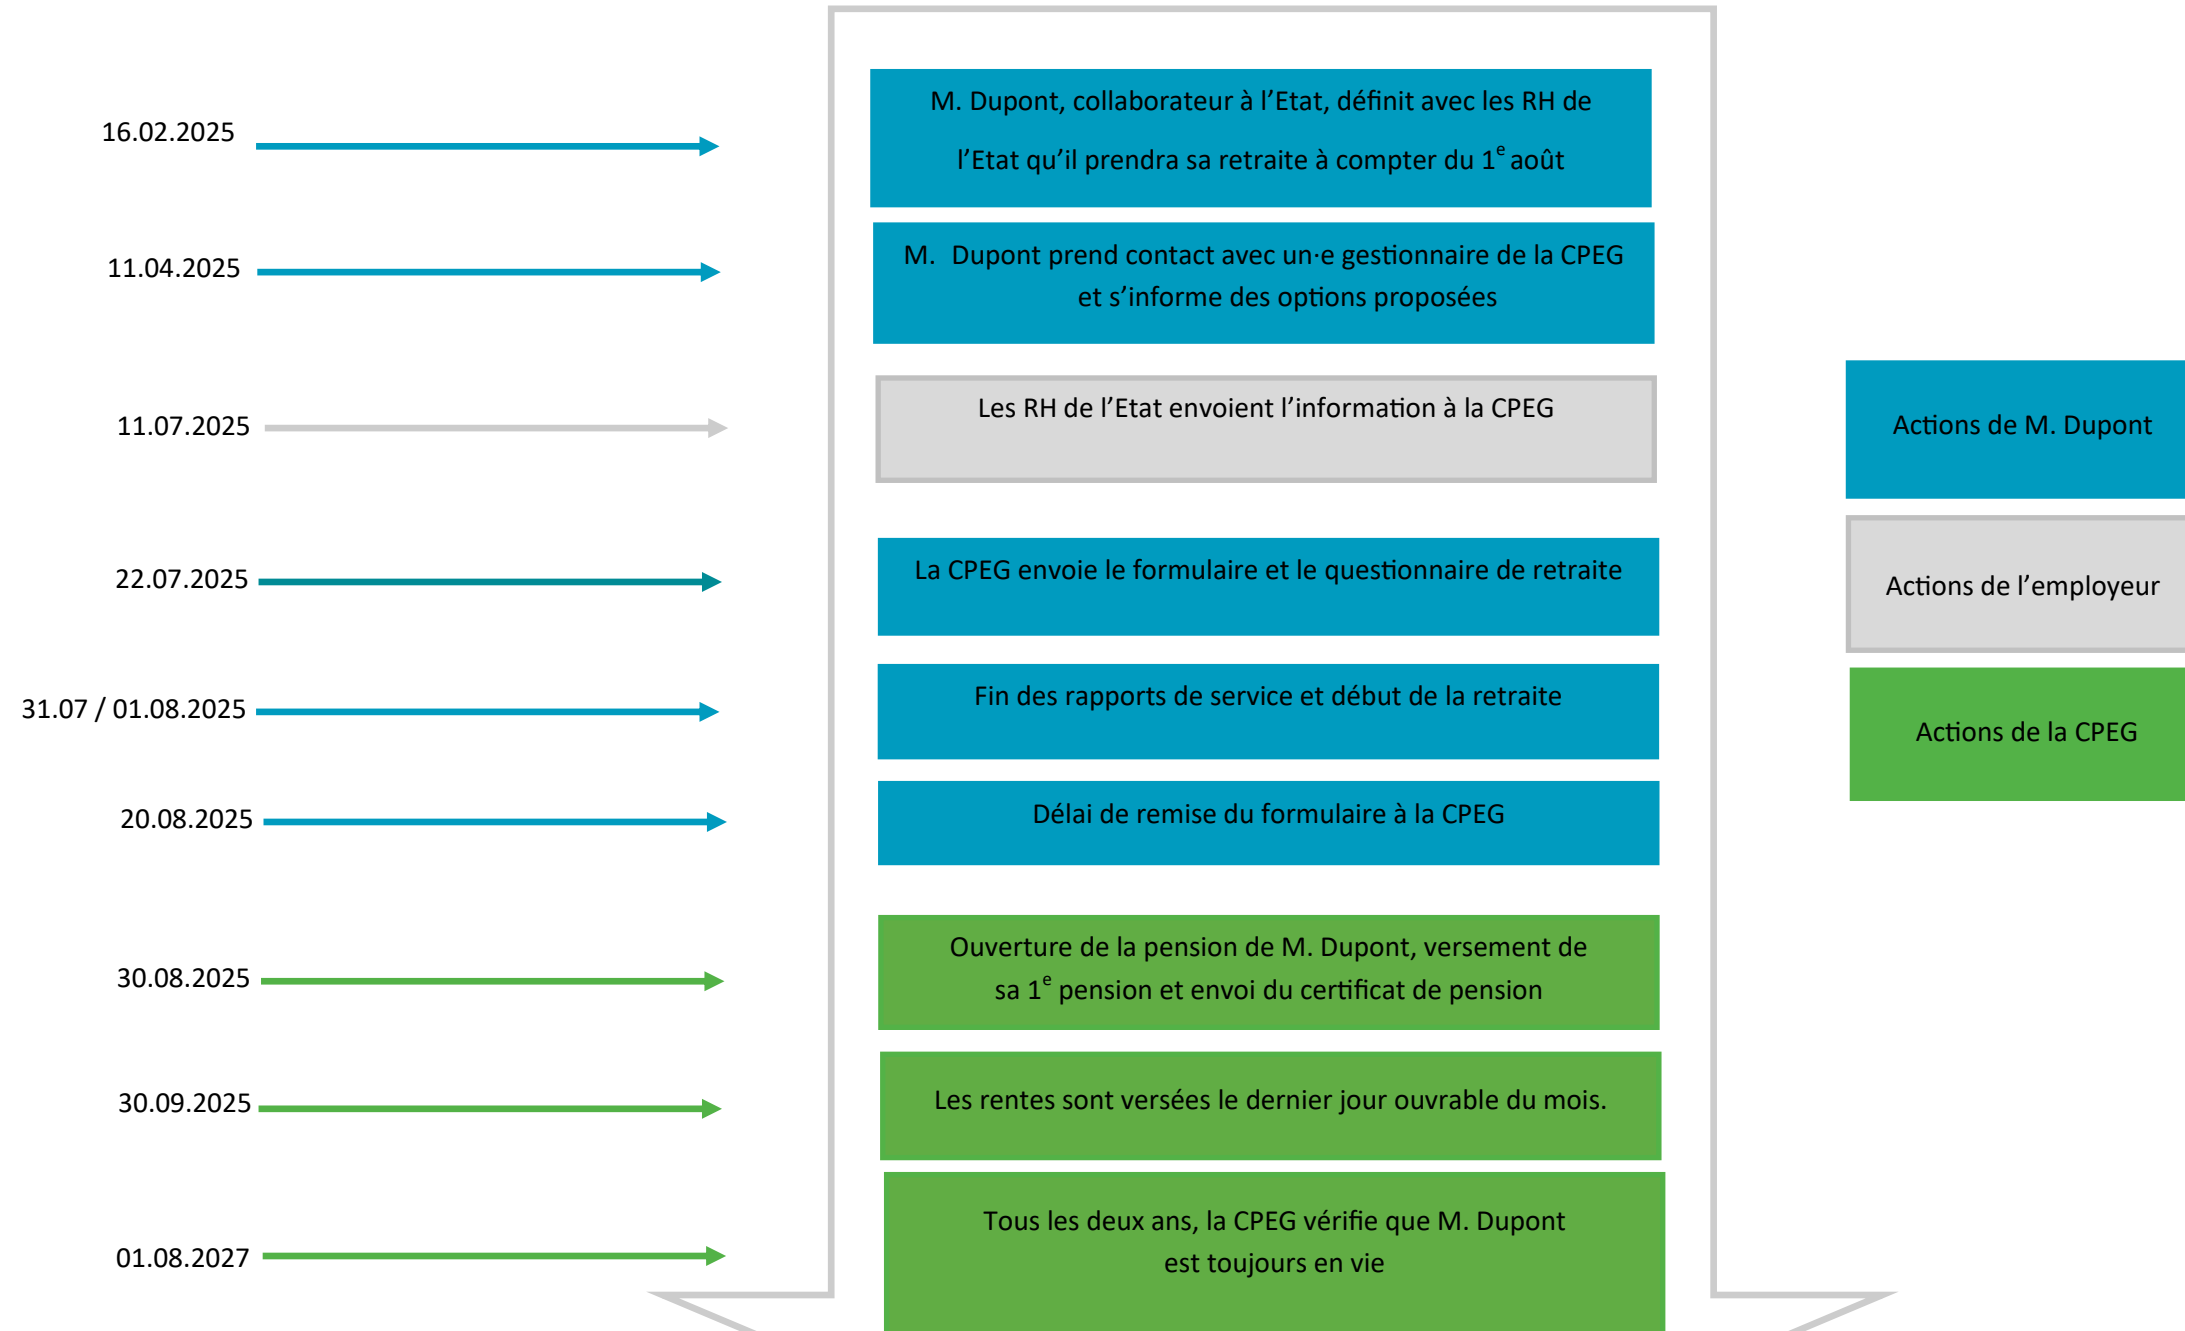 16.02.2025
M. Dupont, collaborateur à l’Etat, définit avec les RH de
l’Etat qu’il prendra sa retraite à compter du 1e août
11.04.2025
M. Dupont prend contact avec un·e gestionnaire de la CPEG
et s’informe des options proposées
11.07.2025
Les RH de l’Etat envoient l’information à la CPEG
22.07.2025
La CPEG envoie le formulaire et le questionnaire de retraite
31.07 / 01.08.2025
Fin des rapports de service et début de la retraite
20.08.2025
Délai de remise du formulaire à la CPEG
30.08.2025
Ouverture de la pension de M. Dupont, versement de
sa 1e pension et envoi du certificat de pension
30.09.2025
Les rentes sont versées le dernier jour ouvrable du mois.
01.08.2027
Tous les deux ans, la CPEG vérifie que M. Dupont
est toujours en vie
Actions de M. Dupont
Actions de l’employeur
Actions de la CPEG